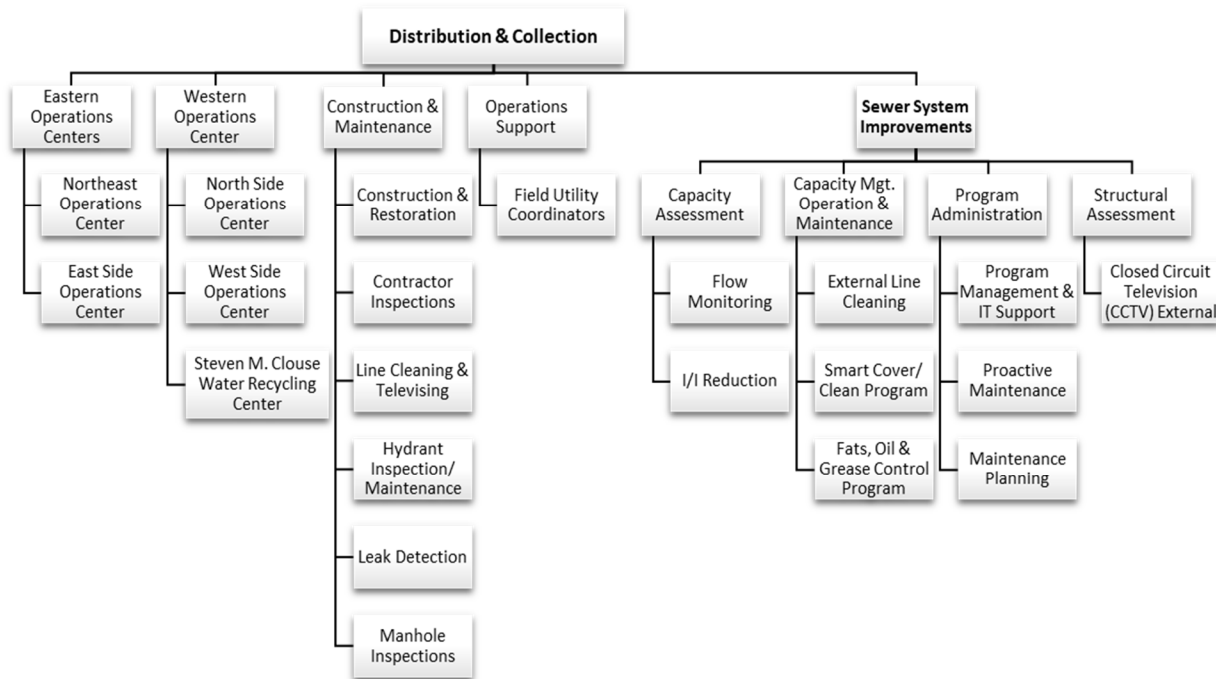 Distribution & Collection
Eastern
Operations
Centers
Western
Operations
Center
Construction &
Maintenance
Operations
Support
Sewer System
Improvements
Northeast
Operations
Center
East Side
Operations
Center
North Side
Operations
Center
West Side
Operations
Center
Steven M. Clouse
Water Recycling
Center
Construction &
Restoration
Contractor
Inspections
Line Cleaning &
Televising
Hydrant
Inspection/
Maintenance
Leak Detection
Manhole
Inspections
Field Utility
Coordinators
Capacity
Assessment
Capacity Mgt.
Operation &
Maintenance
Program
Administration
Structural
Assessment
Flow
Monitoring
I/I Reduction
External Line
Cleaning
Smart Cover/
Clean Program
Fats, Oil &
Grease Control
Program
Program
Management &
IT Support
Proactive
Maintenance
Maintenance
Planning
Closed Circuit
Television
(CCTV) External